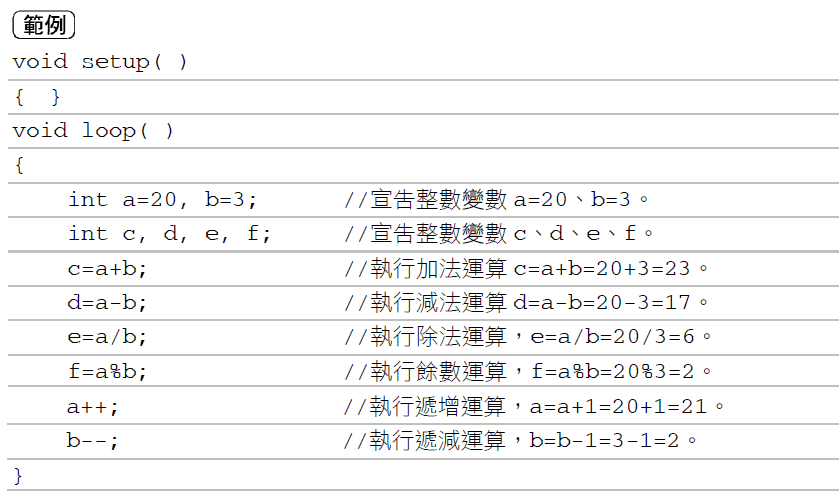 範例
void setup( )
{  }
void loop( )
{
    int a=20, b=3;          //宣告整數變數 a=20、b=3。
    int c, d, e, f;         //宣告整數變數 c、d、e、f。
    c=a+b;                  //執行加法運算 c=a+b=20+3=23。
    d=a-b;                  //執行減法運算 d=a-b=20-3=17。
    e=a/b;                  //執行除法運算，e=a/b=20/3=6。
    f=a%b;                  //執行餘數運算，f=a%b=20%3=2。
    a++;                    //執行遞增運算，a=a+1=20+1=21。
    b--;                    //執行遞減運算，b=b-1=3-1=2。
}